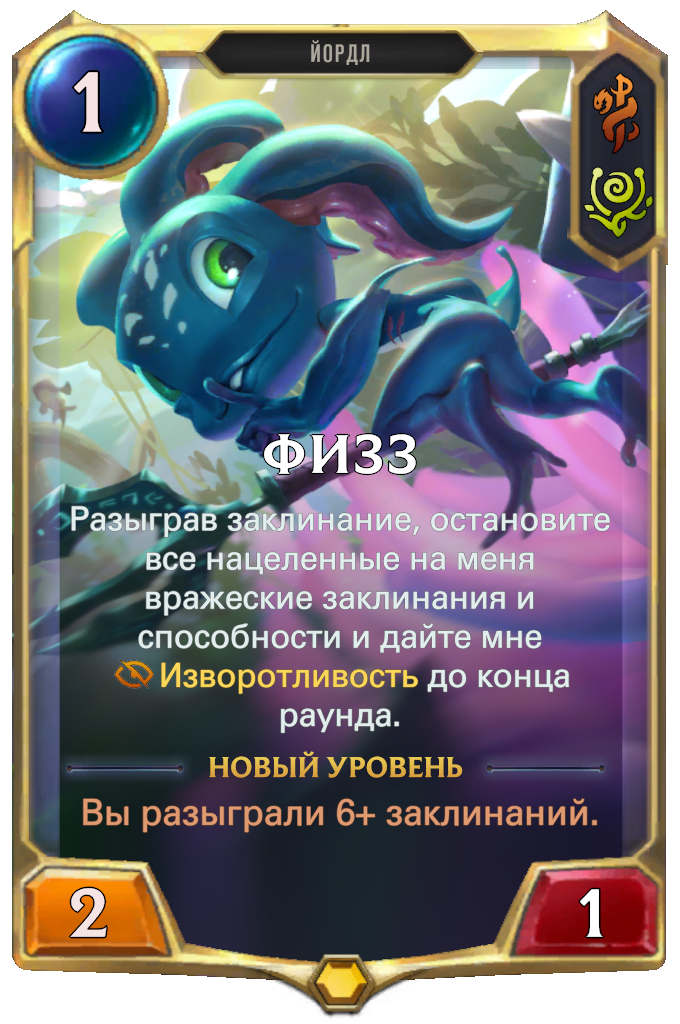 ЙОРДЛ
1
ФИЗЗ
Разыграв заклинание, остановите
все нацеленные на меня
вражеские заклинания и
способности и дайте мне
Изворотливость до конца
раунда.
НОВЫЙ УРОВЕНЬ
Вы разыграли 6+ заклинаний.
2
1